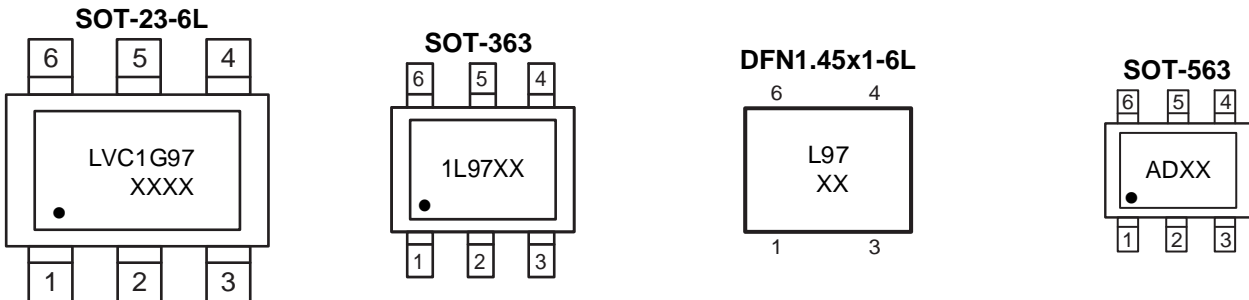 SOT-23-6L
6 5 4
LVC1G97
XXXX
1 2 3
SOT-363
6 5 4
1L97XX
1 2 3
DFN1.45x1-6L
6 4
L97
XX
1 3
SOT-563
6 5 4
ADXX
1 2 3